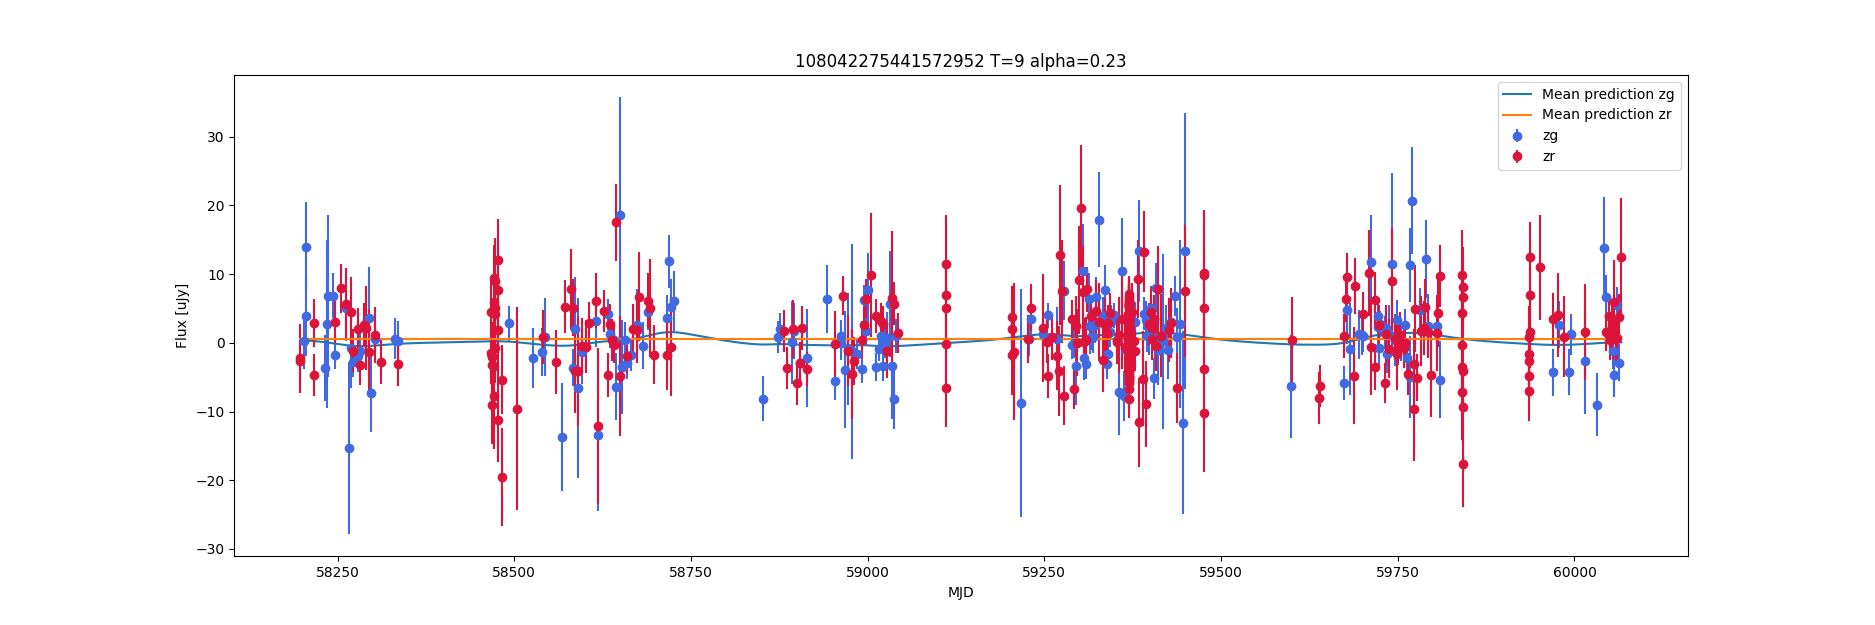 108042275441572952 T=9 alpha=0.23
Mean prediction zg
Mean prediction zr
zg
zr
Flux [uJy]
30
20
10
0
−10
−20
−30
58250 58500 58750 59000 59250 59500 59750 60000
MJD